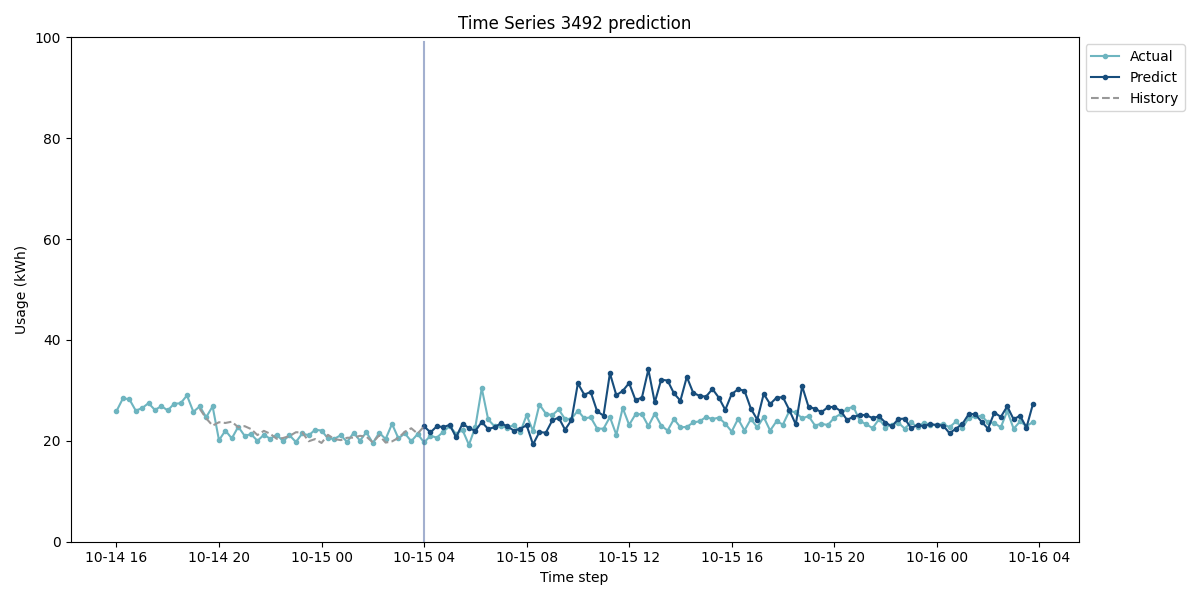 Time Series 3492 prediction
100
80
60
40
20
0
Usage (kWh)
10-14 16
10-14 20
10-15 00
10-15 04
10-15 08
10-15 12
10-15 16
10-15 20
10-16 00
10-16 04
Time step
Actual
Predict
History